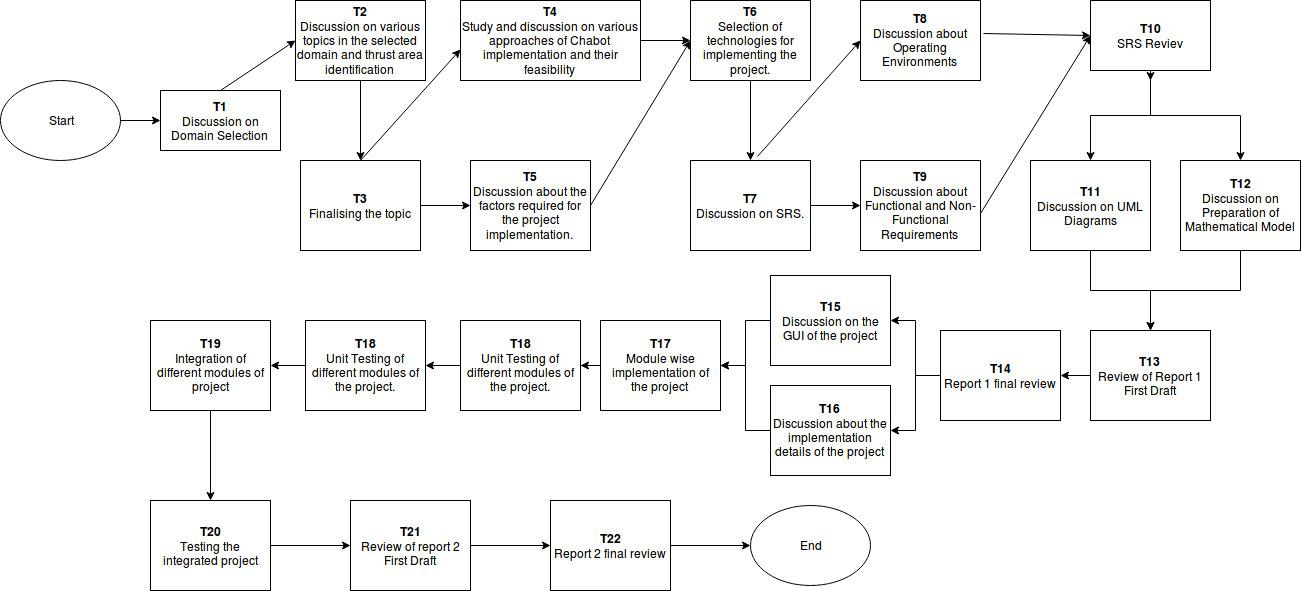 Start
T1
Discussion on
Domain Selection
T2
Discussion on various
topics in the selected
domain and thrust area
identification
T3
Finalising the topic
T4
Study and discussion on various
approaches of Chabot
implementation and their
feasibility
T5
Discussion about the
factors required for
the project
implementation.
T6
Selection of
technologies for
implementing the
project.
T7
Discussion on SRS.
T8
Discussion about
Operating
Environments
T9
Discussion about
Functional and Non-
Functional
Requirements
T10
SRS Reviev
T11
Discussion on UML
Diagrams
T12
Discussion on
Preparation of
Mathematical Model
T13
Review of Report 1
First Draft
T14
Report 1 final review
T15
Discussion on the
GUI of the project
T16
Discussion about the
implementation
details of the project
T17
Module wise
implementation of
the project
T18
Unit Testing of
different modules of
the project.
T18
Unit Testing of
different modules of
the project.
T19
Integration of
different modules of
project
T20
Testing the
integrated project
T21
Review of report 2
First Draft
T22
Report 2 final review
End